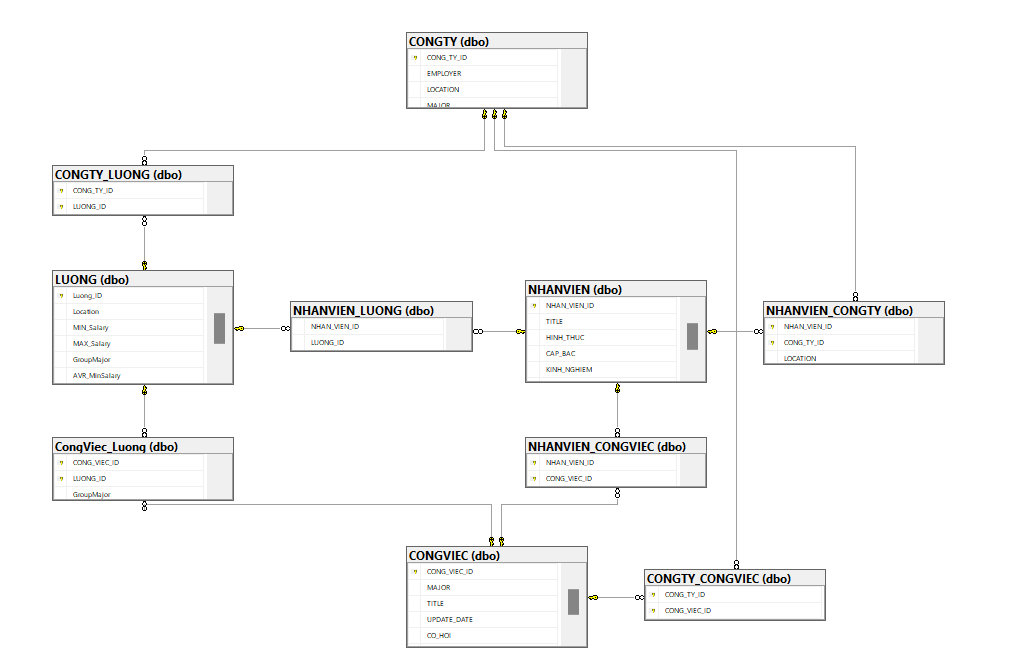 CONGTY (dbo)
CONG_TY_ID
EMPLOYER
LOCATION
MAJOR
CONGTY_LUONG (dbo)
CONG_TY_ID
LUONG_ID
LUONG (dbo)
Luong_ID
Location
MIN_Salary
MAX_Salary
GroupMajor
AVR_MinSalary
NHANVIEN_LUONG (dbo)
NHAN_VIEN_ID
LUONG_ID
NHANVIEN (dbo)
NHAN_VIEN_ID
TITLE
HINH_THUC
CAP_BAC
KINH_NGHIEM
NHANVIEN_CONGTY (dbo)
NHAN_VIEN_ID
CONG_TY_ID
LOCATION
CongViec_Luong (dbo)
CONG_VIEC_ID
LUONG_ID
GroupMajor
NHANVIEN_CONGVIEC (dbo)
NHAN_VIEN_ID
CONG_VIEC_ID
CONGVIEC (dbo)
CONG_VIEC_ID
MAJOR
TITLE
UPDATE_DATE
CO_HOI
CONGTY_CONGVIEC (dbo)
CONG_TY_ID
CONG_VIEC_ID